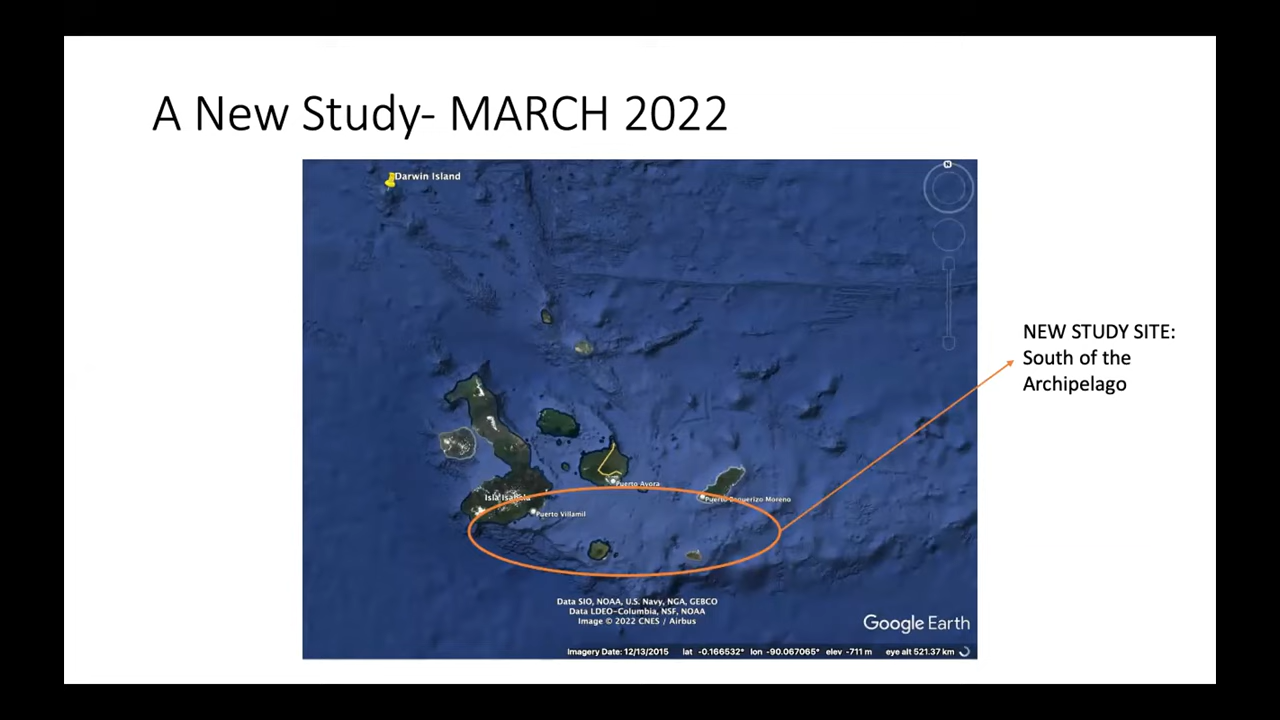 A New Study- MARCH 2022
Darwin Island
N
NEW STUDY SITE:
South of the
Archipelago
Puerto Ayora
Isla Isabela
Puerto Baquerizo Moreno
Puerto Villamil
Data SIO, NOAA, U.S. Navy, NGA, GEBCO
Data LDEO-Columbia, NSF, NOAA
Image © 2022 CNES / Airbus
Google Earth
Imagery Date: 12/13/2015 lat -0.166532° lon -90.067065° elev -711 m eye alt 521.37 km